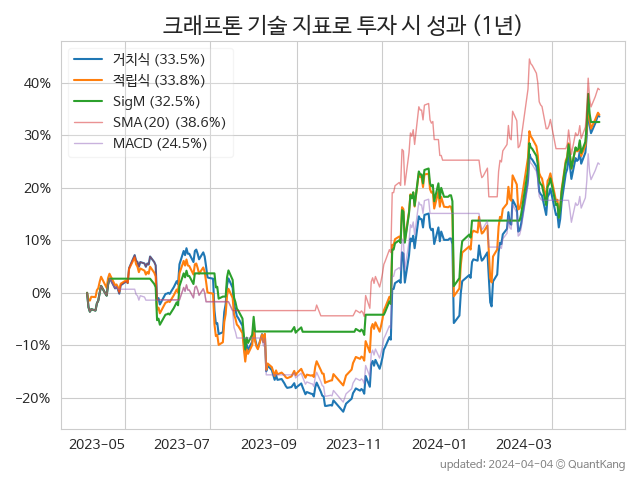 크래프톤 기술 지표로 투자 시 성과 (1년)
거치식 (33.5%)
적립식 (33.8%)
SigM (32.5%)
SMA(20) (38.6%)
MACD (24.5%)
40%
30%
20%
10%
0%
−10%
−20%
2023-05 2023-07 2023-09 2023-11 2024-01 2024-03
updated: 2024-04-04 © QuantKang